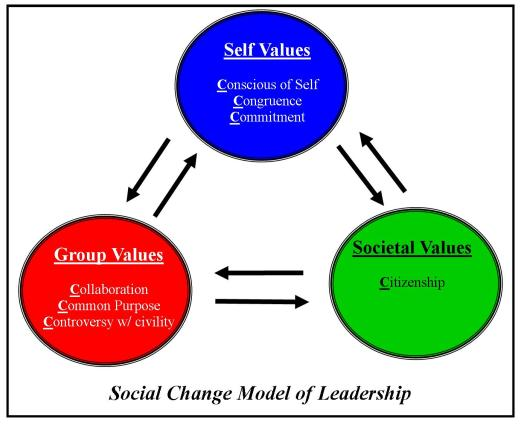 Self Values
Conscious of Self
Congruence
Commitment
Group Values
Collaboration
Common Purpose
Controversy w/ civility
Societal Values
Citizenship
Social Change Model of Leadership